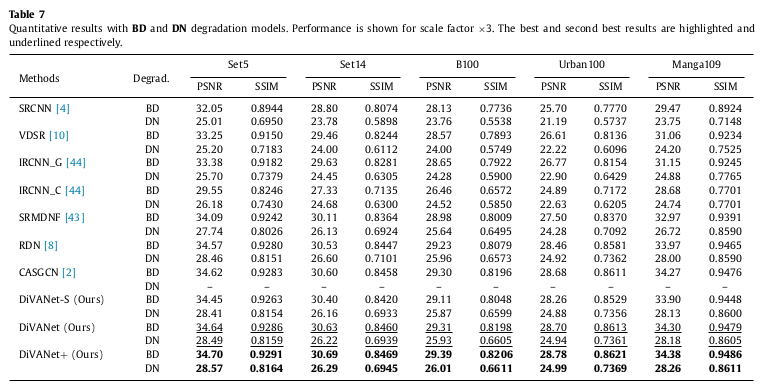 Table 7
Quantitative results with BD and DN degradation models. Performance is shown for scale factor ×3. The best and second best results are highlighted and
underlined respectively.
Methods Degrad. Set5 Set14 B100 Urban100 Manga109
PSNR SSIM PSNR SSIM PSNR SSIM PSNR SSIM PSNR SSIM
SRCNN [4] BD 32.05 0.8944 28.80 0.8074 28.13 0.7736 25.70 0.7770 29.47 0.8924
DN 25.01 0.6950 23.78 0.5898 23.76 0.5538 21.19 0.5737 23.75 0.7148
VDSR [10] BD 33.25 0.9150 29.46 0.8244 28.57 0.7893 26.61 0.8136 31.06 0.9234
DN 25.20 0.7183 24.00 0.6112 24.00 0.5749 22.22 0.6096 24.20 0.7525
IRCNN_G [44] BD 33.38 0.9182 29.63 0.8281 28.65 0.7922 26.77 0.8154 31.15 0.9245
DN 25.70 0.7379 24.45 0.6305 24.28 0.5900 22.90 0.6429 24.88 0.7765
IRCNN_C [44] BD 29.55 0.8246 27.33 0.7135 26.46 0.6572 24.89 0.7172 28.68 0.7701
DN 26.18 0.7430 24.68 0.6300 24.52 0.5850 22.63 0.6205 24.74 0.7701
SRMDNF [43] BD 34.09 0.9242 30.11 0.8364 28.98 0.8009 27.50 0.8370 32.97 0.9391
DN 27.74 0.8026 26.13 0.6924 25.64 0.6495 24.28 0.7092 26.72 0.8590
RDN [8] BD 34.57 0.9280 30.53 0.8447 29.23 0.8079 28.46 0.8581 33.97 0.9465
DN 28.46 0.8151 26.60 0.7101 25.96 0.6573 24.92 0.7362 28.00 0.8590
CASGCN [2] BD 34.62 0.9283 30.60 0.8458 29.30 0.8196 28.68 0.8611 34.27 0.9476
DN – – – – – – – – – –
DiVANet-S (Ours) BD 34.45 0.9263 30.40 0.8420 29.11 0.8048 28.26 0.8529 33.90 0.9448
DN 28.41 0.8154 26.16 0.6933 25.87 0.6599 24.88 0.7356 28.13 0.8600
DiVANet (Ours) BD 34.64 0.9286 30.63 0.8460 29.31 0.8198 28.70 0.8613 34.30 0.9479
DN 28.49 0.8159 26.22 0.6939 25.93 0.6605 24.94 0.7361 28.18 0.8605
DiVANet+ (Ours) BD 34.70 0.9291 30.69 0.8469 29.39 0.8206 28.78 0.8621 34.38 0.9486
DN 28.57 0.8164 26.29 0.6945 26.01 0.6611 24.99 0.7369 28.26 0.8611